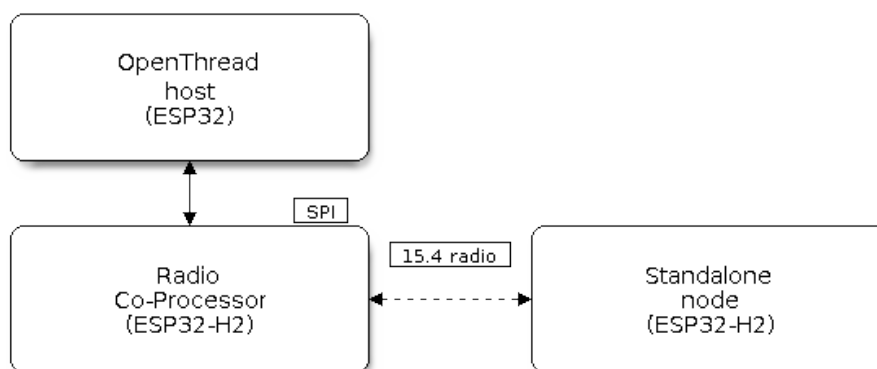 OpenThread
host
(ESP32)
SPI
15.4 radio
Radio
Co-Processor
(ESP32-H2)
Standalone
node
(ESP32-H2)